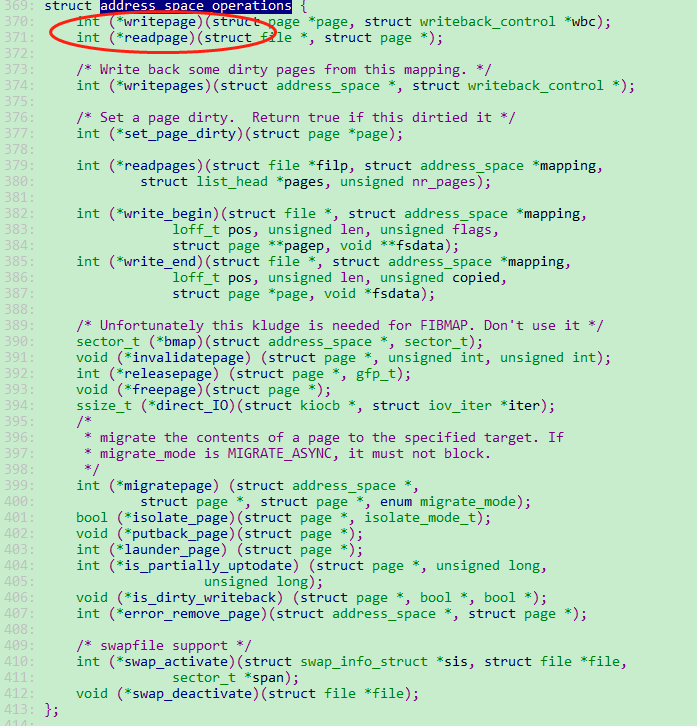 369: struct address_space_operations {
370:     int (*writepage)(struct page *page, struct writeback_control *wbc);
371:     int (*readpage)(struct file *, struct page *);
372:
373:     /* Write back some dirty pages from this mapping. */
374:     int (*writepages)(struct address_space *, struct writeback_control *);
375:
376:     /* Set a page dirty.  Return true if this dirtied it */
377:     int (*set_page_dirty)(struct page *page);
378:
379:     int (*readpages)(struct file *filp, struct address_space *mapping,
380:             struct list_head *pages, unsigned nr_pages);
381:
382:     int (*write_begin)(struct file *, struct address_space *mapping,
383:                 loff_t pos, unsigned len, unsigned flags,
384:                 struct page **pagep, void **fsdata);
385:     int (*write_end)(struct file *, struct address_space *mapping,
386:                 loff_t pos, unsigned len, unsigned copied,
387:                 struct page *page, void *fsdata);
388:
389:     /* Unfortunately this kludge is needed for FIBMAP. Don't use it */
390:     sector_t (*bmap)(struct address_space *, sector_t);
391:     void (*invalidatepage) (struct page *, unsigned int, unsigned int);
392:     int (*releasepage) (struct page *, gfp_t);
393:     void (*freepage)(struct page *);
394:     ssize_t (*direct_IO)(struct kiocb *, struct iov_iter *iter);
395:     /*
396:      * migrate the contents of a page to the specified target. If
397:      * migrate_mode is MIGRATE_ASYNC, it must not block.
398:      */
399:     int (*migratepage) (struct address_space *,
400:             struct page *, struct page *, enum migrate_mode);
401:     bool (*isolate_page)(struct page *, isolate_mode_t);
402:     void (*putback_page)(struct page *);
403:     int (*launder_page) (struct page *);
404:     int (*is_partially_uptodate) (struct page *, unsigned long,
405:                     unsigned long);
406:     void (*is_dirty_writeback) (struct page *, bool *, bool *);
407:     int (*error_remove_page)(struct address_space *, struct page *);
408:
409:     /* swapfile support */
410:     int (*swap_activate)(struct swap_info_struct *sis, struct file *file,
411:                 sector_t *span);
412:     void (*swap_deactivate)(struct file *file);
413: };